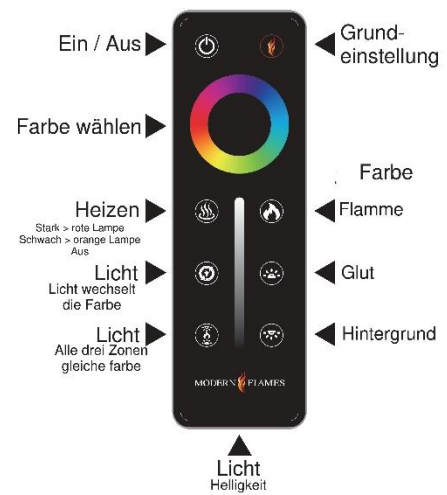 Ein / Aus
Grund-
einstellung
Farbe wählen
Farbe
Heizen
Stark > rote Lampe
Schwach > orange Lampe
Aus
Flamme
Licht
Licht wechselt
die Farbe
Glut
Licht
Alle drei Zonen
gleiche farbe
Hintergrund
MODERN FLAMES
Licht
Helligkeit